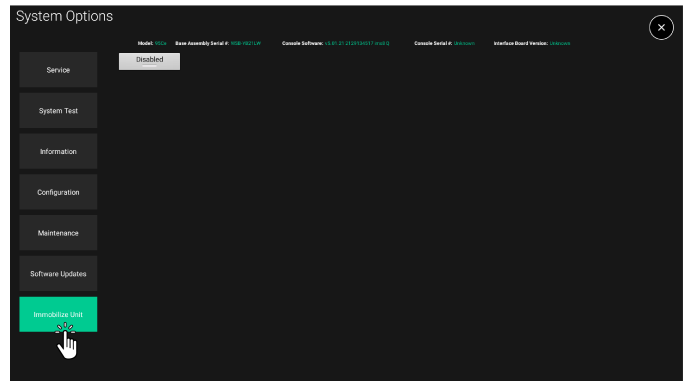 System Options
Model: 95Ce Base Assembly Serial #: Console Software: Console Serial #: Unknown Interface Board Version: Unknown
Disabled
Service
System Test
Information
Configuration
Maintenance
Software Updates
Immobilize Unit